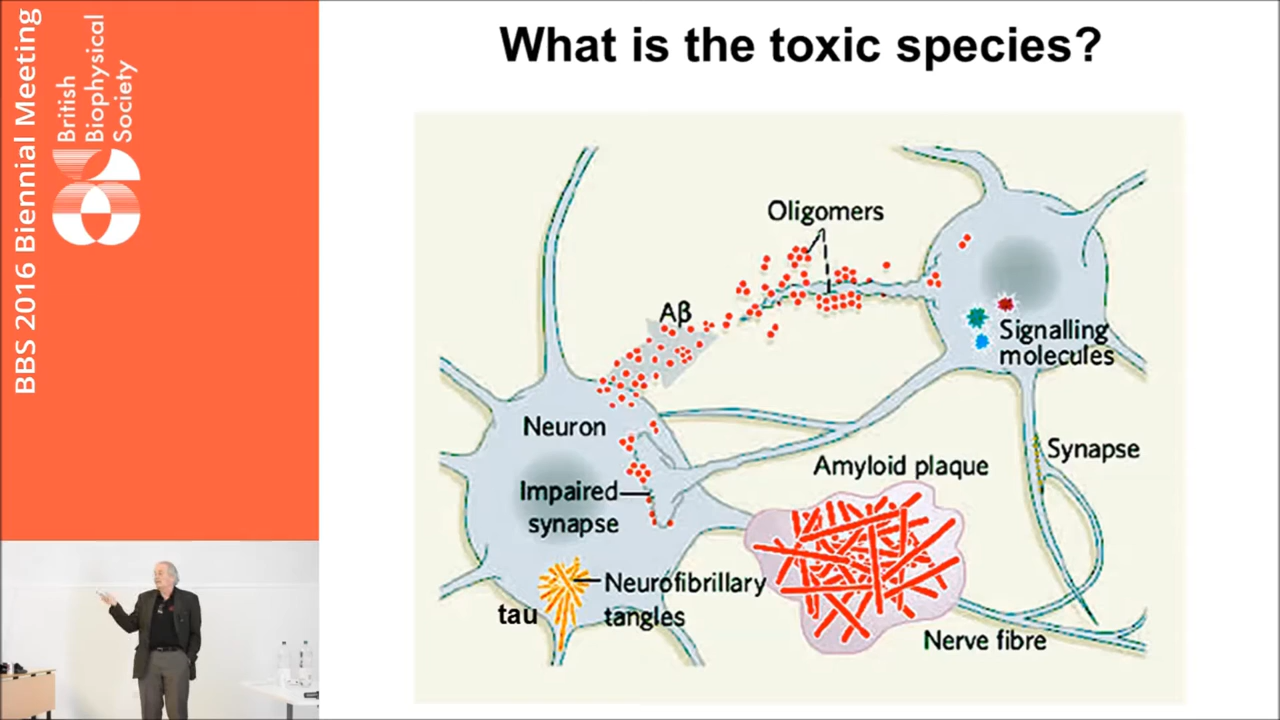 BBS 2016 Biennial Meeting
British
Biophysical
Society
What is the toxic species?
Oligomers
Aβ
Signalling
molecules
Neuron
Synapse
Amyloid plaque
Impaired
synapse
Neurofibrillary
tangles
tau
Nerve fibre